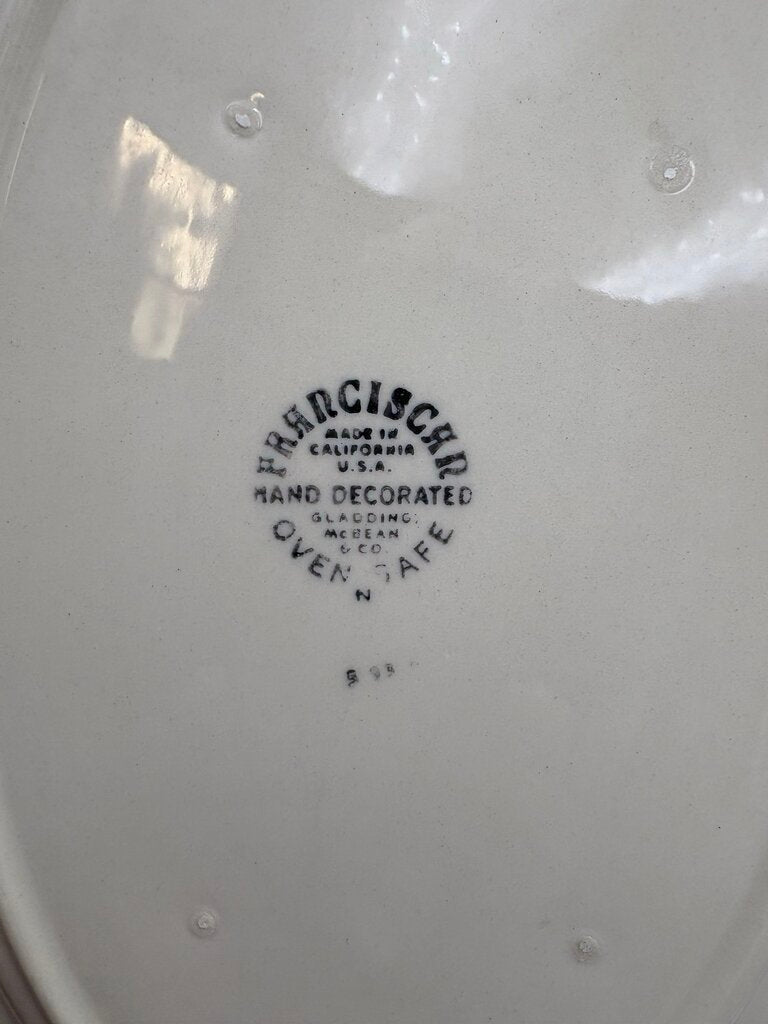 FRANCISCAN
MADE IN
CALIFORNIA
U.S.A.
HAND DECORATED
GLADDING,
McBEAN
& CO.
OVEN SAFE
Z